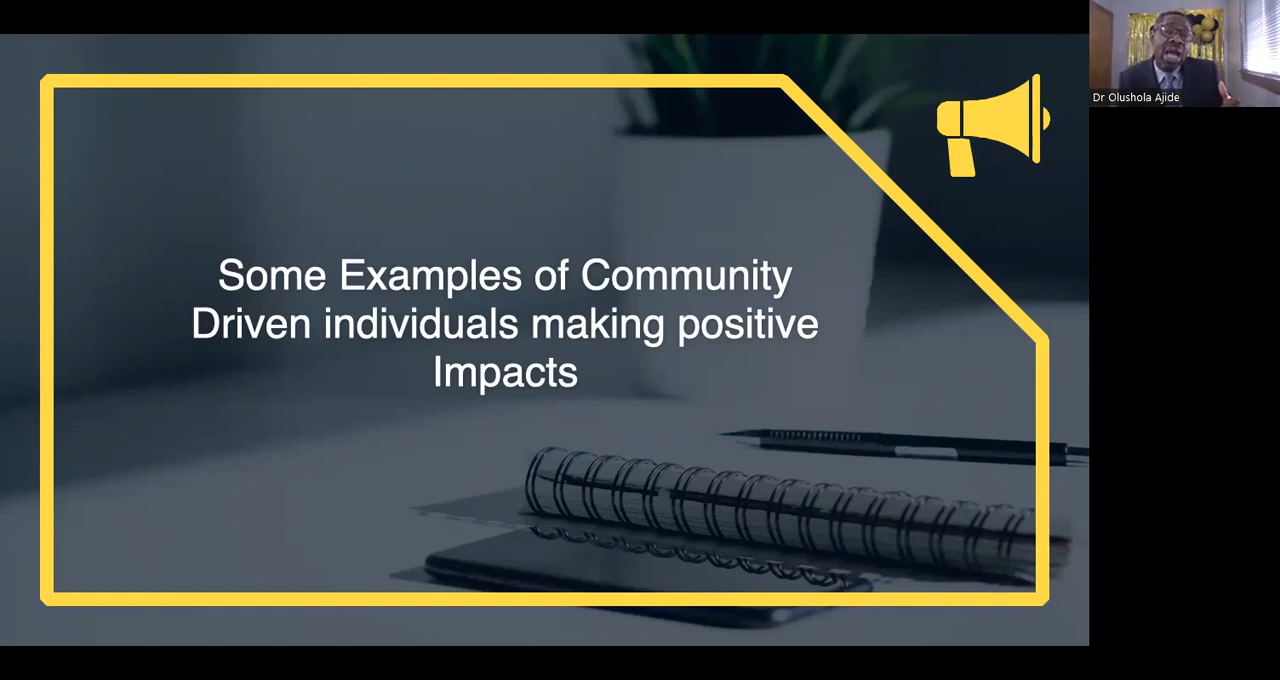 Some Examples of Community
Driven individuals making positive
Impacts
Dr Olushola Ajide